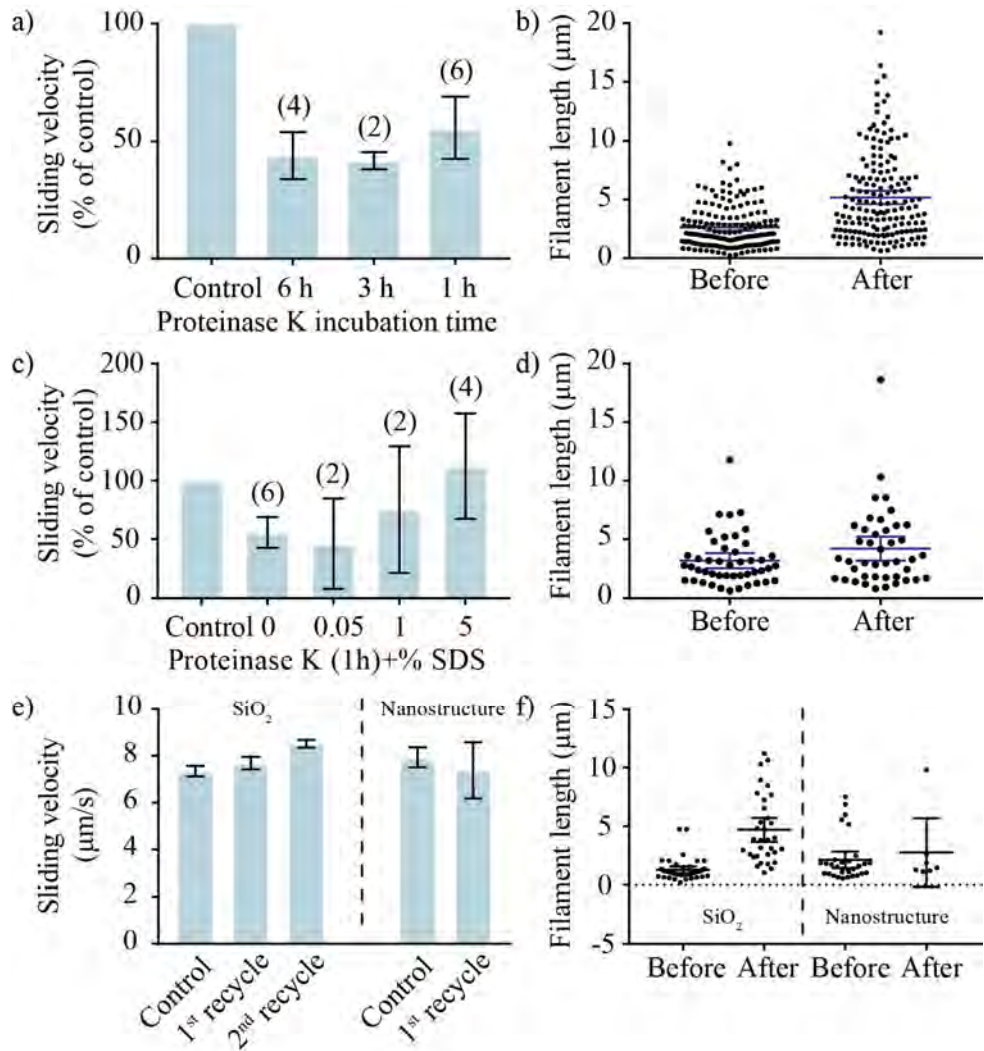 a)
Sliding velocity
(% of control)
100
50
0
(4)
(2)
(6)
Control 6 h 3 h 1 h
Proteinase K incubation time
b)
Filament length (μm)
20
15
10
5
0
Before After
c)
Sliding velocity
(% of control)
200
150
100
50
0
(6)
(2)
(2)
(4)
Control 0 0.05 1 5
Proteinase K (1h)+% SDS
d)
Filament length (μm)
20
15
10
5
0
Before After
e)
Sliding velocity
(μm/s)
10
8
6
4
2
0
SiO₂ Nanostructure
Control
1st recycle
2nd recycle
Control
1st recycle
f)
Filament length (μm)
15
10
5
0
-5
SiO₂ Nanostructure
Before After Before After